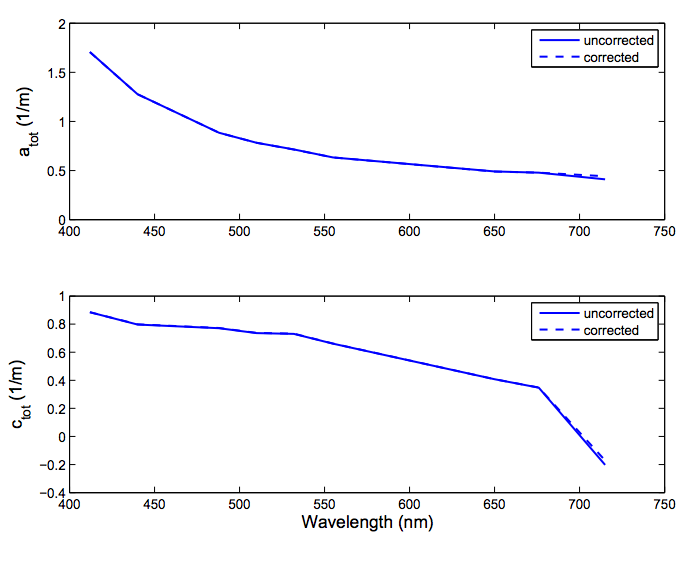 2
1.5
1
0.5
0
a_tot (1/m)
uncorrected
corrected
400 450 500 550 600 650 700 750
1
0.8
0.6
0.4
0.2
0
−0.2
−0.4
c_tot (1/m)
uncorrected
corrected
400 450 500 550 600 650 700 750
Wavelength (nm)